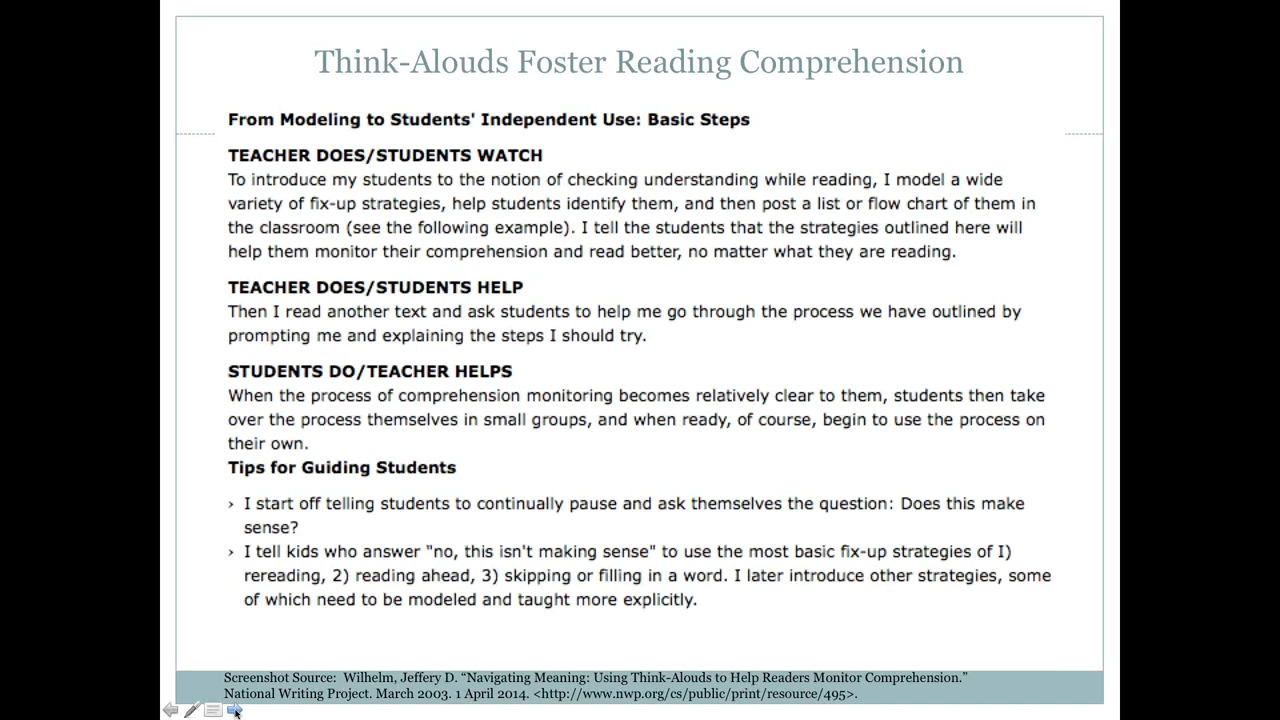 Think-Alouds Foster Reading Comprehension
From Modeling to Students' Independent Use: Basic Steps
TEACHER DOES/STUDENTS WATCH
To introduce my students to the notion of checking understanding while reading, I model a wide
variety of fix-up strategies, help students identify them, and then post a list or flow chart of them in
the classroom (see the following example). I tell the students that the strategies outlined here will
help them monitor their comprehension and read better, no matter what they are reading.
TEACHER DOES/STUDENTS HELP
Then I read another text and ask students to help me go through the process we have outlined by
prompting me and explaining the steps I should try.
STUDENTS DO/TEACHER HELPS
When the process of comprehension monitoring becomes relatively clear to them, students then take
over the process themselves in small groups, and when ready, of course, begin to use the process on
their own.
Tips for Guiding Students
› I start off telling students to continually pause and ask themselves the question: Does this make
sense?
› I tell kids who answer "no, this isn't making sense" to use the most basic fix-up strategies of I)
rereading, 2) reading ahead, 3) skipping or filling in a word. I later introduce other strategies, some
of which need to be modeled and taught more explicitly.
Screenshot Source:  Wilhelm, Jeffery D. “Navigating Meaning: Using Think-Alouds to Help Readers Monitor Comprehension.”
National Writing Project. March 2003. 1 April 2014. <http://www.nwp.org/cs/public/print/resource/495>.